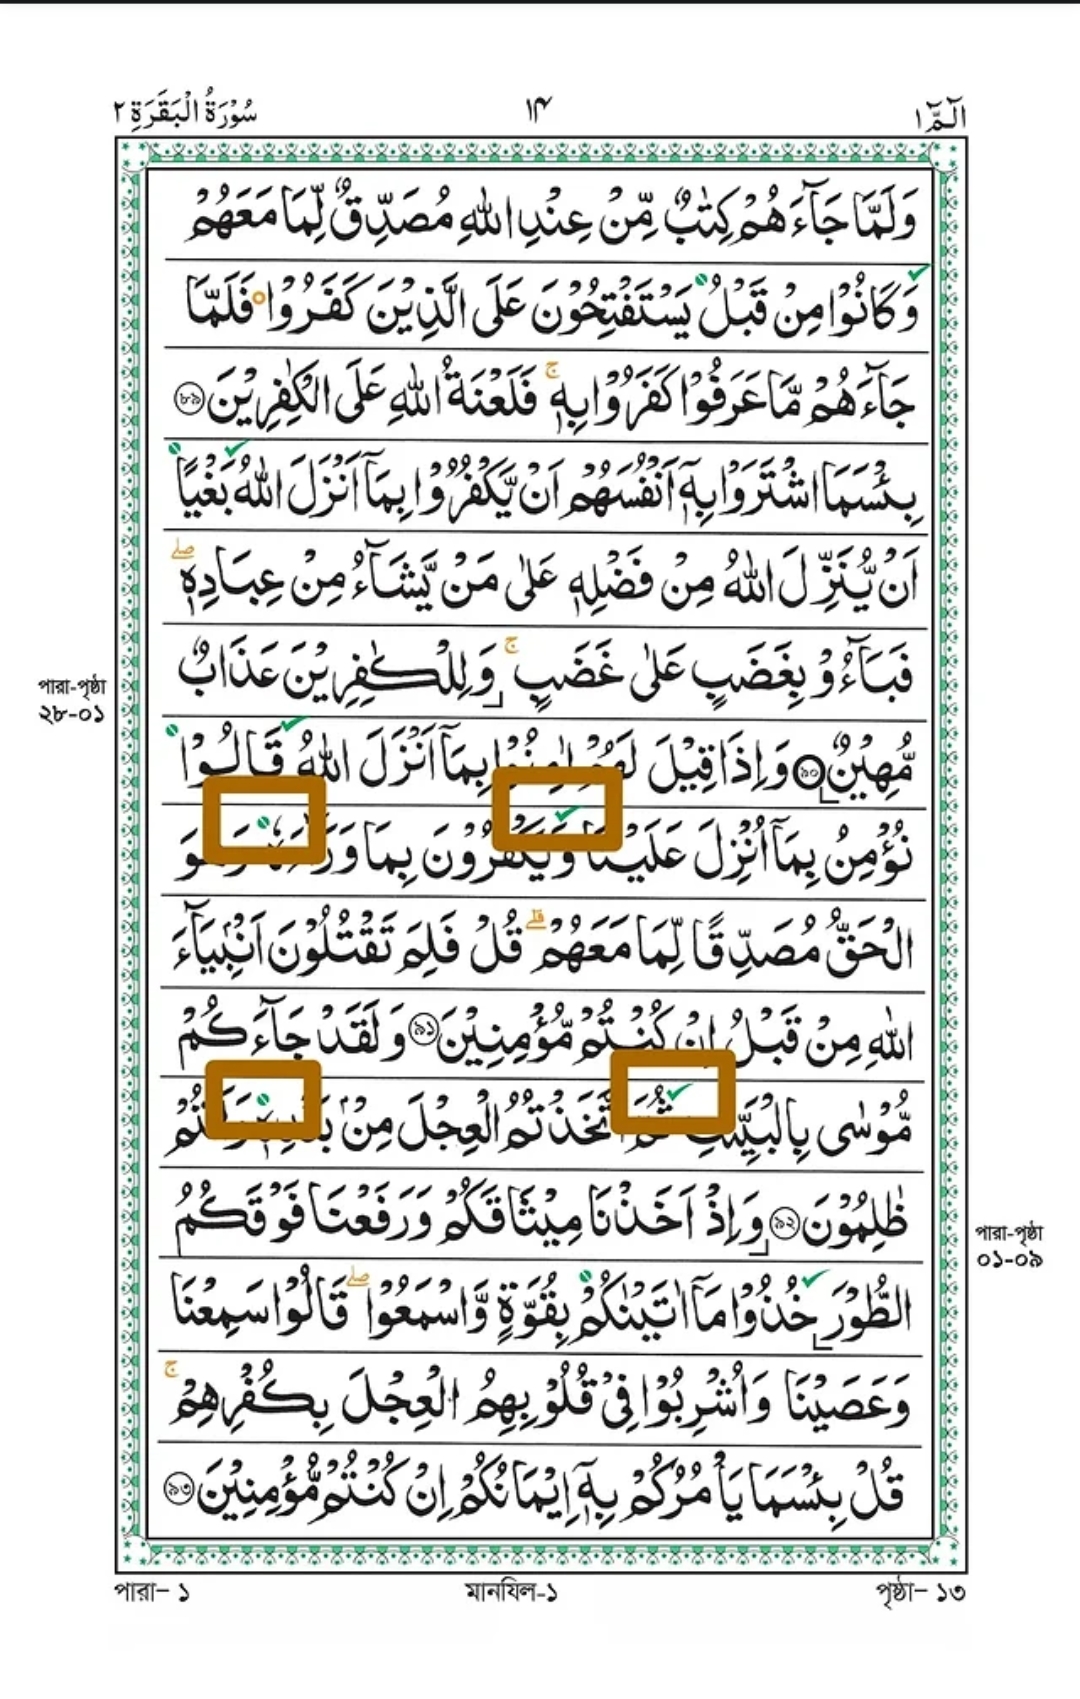 الٓمّٓ ١ ١٤ سُوْرَةُ الْبَقَرَةِ ٢
وَلَمَّا جَآءَهُمْ كِتٰبٌ مِّنْ عِنْدِ اللّٰهِ مُصَدِّقٌ لِّمَا مَعَهُمْ
وَكَانُوْا مِنْ قَبْلُ يَسْتَفْتِحُوْنَ عَلَى الَّذِيْنَ كَفَرُوْا فَلَمَّا
جَآءَهُمْ مَّا عَرَفُوْا كَفَرُوْا بِهٖ ۚ فَلَعْنَةُ اللّٰهِ عَلَى الْكٰفِرِيْنَ ٨٩
بِئْسَمَا اشْتَرَوْا بِهٖٓ اَنْفُسَهُمْ اَنْ يَّكْفُرُوْا بِمَآ اَنْزَلَ اللّٰهُ بَغْيًا
اَنْ يُّنَزِّلَ اللّٰهُ مِنْ فَضْلِهٖ عَلٰى مَنْ يَّشَآءُ مِنْ عِبَادِهٖ ۖ
فَبَآءُوْ بِغَضَبٍ عَلٰى غَضَبٍ ۚ وَلِلْكٰفِرِيْنَ عَذَابٌ
পারা-পৃষ্ঠা
২৮-০১
مُّهِيْنٌ ٩٠ وَاِذَا قِيْلَ لَهُمْ اٰمِنُوْا بِمَآ اَنْزَلَ اللّٰهُ قَالُوْا
نُؤْمِنُ بِمَآ اُنْزِلَ عَلَيْنَا وَيَكْفُرُوْنَ بِمَا وَرَآءَهٗ وَهُوَ
الْحَقُّ مُصَدِّقًا لِّمَا مَعَهُمْ ۗ قُلْ فَلِمَ تَقْتُلُوْنَ اَنْۢبِيَآءَ
اللّٰهِ مِنْ قَبْلُ اِنْ كُنْتُمْ مُّؤْمِنِيْنَ ٩١ وَلَقَدْ جَآءَكُمْ
مُّوْسٰى بِالْبَيِّنٰتِ ثُمَّ اتَّخَذْتُمُ الْعِجْلَ مِنْۢ بَعْدِهٖ وَاَنْتُمْ
ظٰلِمُوْنَ ٩٢ وَاِذْ اَخَذْنَا مِيْثَاقَكُمْ وَرَفَعْنَا فَوْقَكُمُ
পারা-পৃষ্ঠা
০১-০৯
الطُّوْرَ خُذُوْا مَآ اٰتَيْنٰكُمْ بِقُوَّةٍ وَّاسْمَعُوْا ۖ قَالُوْا سَمِعْنَا
وَعَصَيْنَا وَاُشْرِبُوْا فِيْ قُلُوْبِهِمُ الْعِجْلَ بِكُفْرِهِمْ ۚ
قُلْ بِئْسَمَا يَاْمُرُكُمْ بِهٖٓ اِيْمَانُكُمْ اِنْ كُنْتُمْ مُّؤْمِنِيْنَ ٩٣
পারা- ১ মানযিল-১ পৃষ্ঠা- ১৩